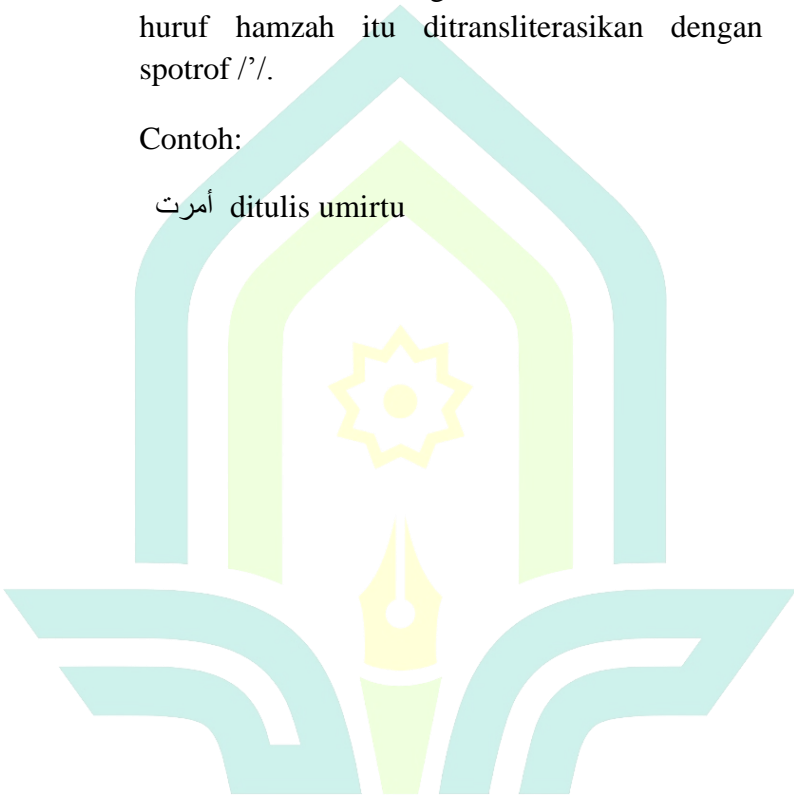 huruf hamzah itu ditransliterasikan dengan
spotrof /’/.
Contoh:
أمرت ditulis umirtu